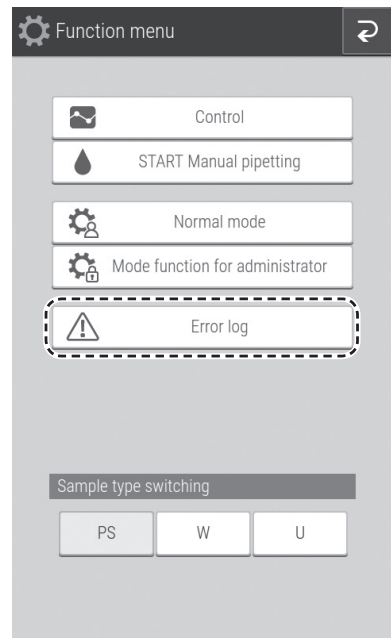 Function menu
Control
START Manual pipetting
Normal mode
Mode function for administrator
Error log
Sample type switching
PS
W
U